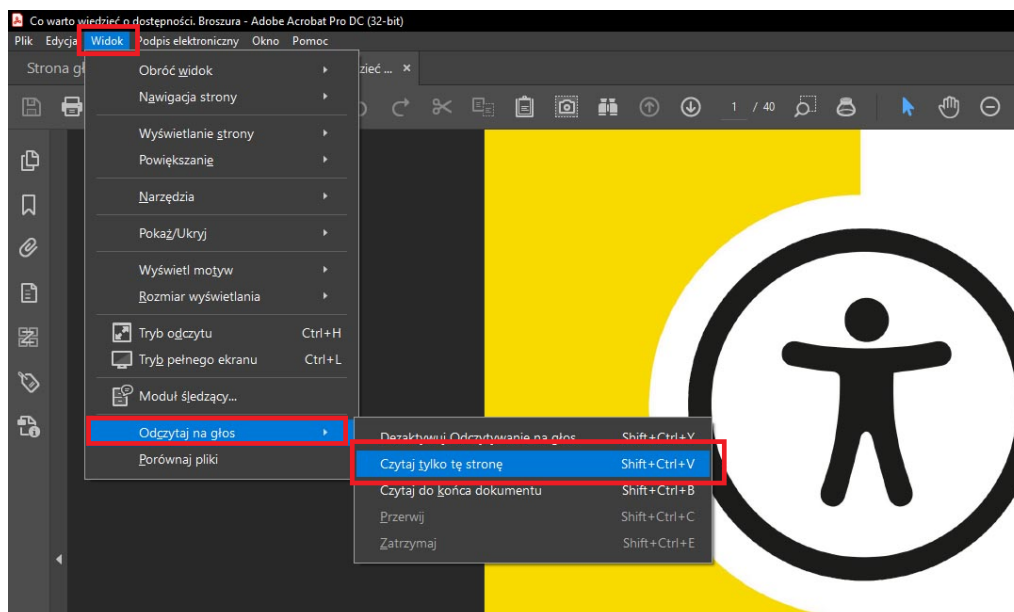 Co warto wiedzieć o dostępności. Broszura - Adobe Acrobat Pro DC (32-bit)
Plik Edycja Widok Podpis elektroniczny Okno Pomoc
Strona gł
zieć ... ×
1 / 40
Obróć widok
Nawigacja strony
Wyświetlanie strony
Powiększanie
Narzędzia
Pokaż/Ukryj
Wyświetl motyw
Rozmiar wyświetlania
Tryb odczytu Ctrl+H
Tryb pełnego ekranu Ctrl+L
Moduł śledzący...
Odczytaj na głos
Porównaj pliki
Dezaktywuj Odczytywanie na głos Shift+Ctrl+Y
Czytaj tylko tę stronę Shift+Ctrl+V
Czytaj do końca dokumentu Shift+Ctrl+B
Przerwij Shift+Ctrl+C
Zatrzymaj Shift+Ctrl+E